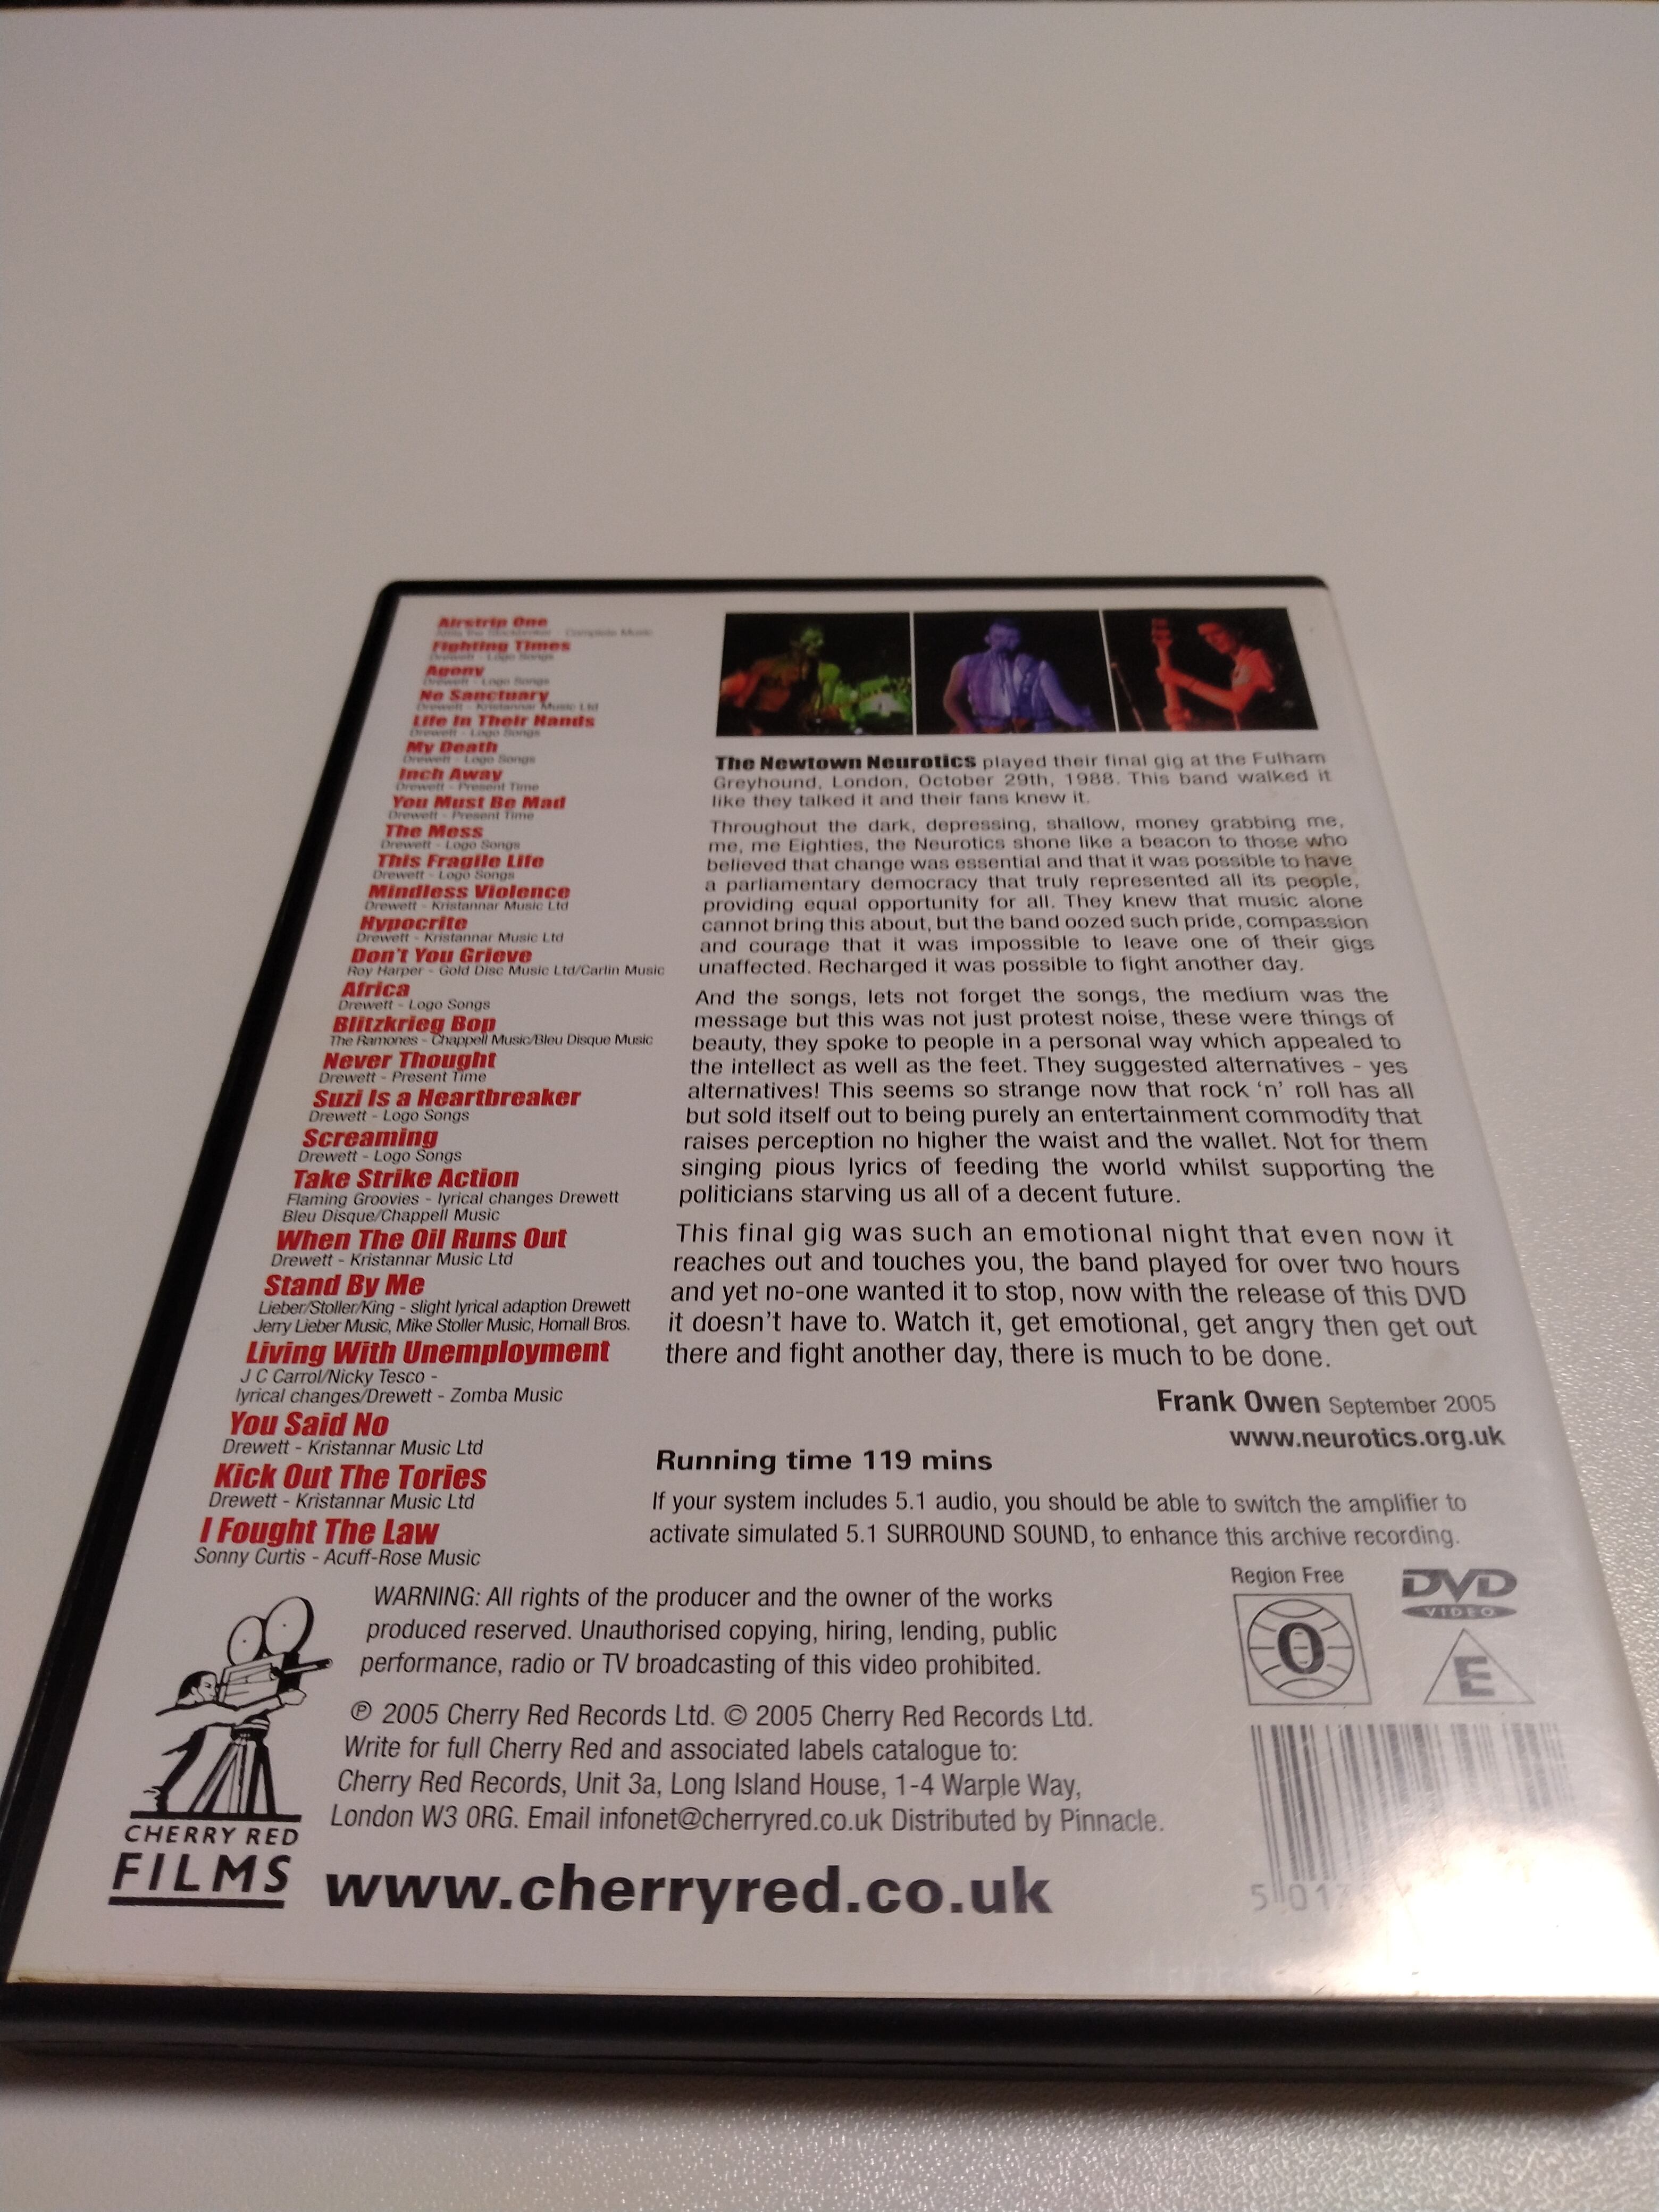 Airstrip One
Attila The Stockbroker - Complete Music
Fighting Times
Drewett - Logo Songs
Agony
Drewett - Logo Songs
No Sanctuary
Drewett - Kristannar Music Ltd
Life In Their Hands
Drewett - Logo Songs
My Death
Drewett - Logo Songs
Inch Away
Drewett - Present Time
You Must Be Mad
Drewett - Present Time
The Mess
Drewett - Logo Songs
This Fragile Life
Drewett - Logo Songs
Mindless Violence
Drewett - Kristannar Music Ltd
Hypocrite
Drewett - Kristannar Music Ltd
Don't You Grieve
Roy Harper - Gold Disc Music Ltd/Carlin Music
Africa
Drewett - Logo Songs
Blitzkrieg Bop
The Ramones - Chappell Music/Bleu Disque Music
Never Thought
Drewett - Present Time
Suzi Is a Heartbreaker
Drewett - Logo Songs
Screaming
Drewett - Logo Songs
Take Strike Action
Flaming Groovies - lyrical changes Drewett
Bleu Disque/Chappell Music
When The Oil Runs Out
Drewett - Kristannar Music Ltd
Stand By Me
Lieber/Stoller/King - slight lyrical adaption Drewett
Jerry Lieber Music, Mike Stoller Music, Homall Bros.
Living With Unemployment
J C Carrol/Nicky Tesco -
lyrical changes/Drewett - Zomba Music
You Said No
Drewett - Kristannar Music Ltd
Kick Out The Tories
Drewett - Kristannar Music Ltd
I Fought The Law
Sonny Curtis - Acuff-Rose Music
The Newtown Neurotics played their final gig at the Fulham
Greyhound, London, October 29th, 1988. This band walked it
like they talked it and their fans knew it.
Throughout the dark, depressing, shallow, money grabbing me,
me, me Eighties, the Neurotics shone like a beacon to those who
believed that change was essential and that it was possible to have
a parliamentary democracy that truly represented all its people,
providing equal opportunity for all. They knew that music alone
cannot bring this about, but the band oozed such pride, compassion
and courage that it was impossible to leave one of their gigs
unaffected. Recharged it was possible to fight another day.
And the songs, lets not forget the songs, the medium was the
message but this was not just protest noise, these were things of
beauty, they spoke to people in a personal way which appealed to
the intellect as well as the feet. They suggested alternatives - yes
alternatives! This seems so strange now that rock 'n' roll has all
but sold itself out to being purely an entertainment commodity that
raises perception no higher the waist and the wallet. Not for them
singing pious lyrics of feeding the world whilst supporting the
politicians starving us all of a decent future.
This final gig was such an emotional night that even now it
reaches out and touches you, the band played for over two hours
and yet no-one wanted it to stop, now with the release of this DVD
it doesn't have to. Watch it, get emotional, get angry then get out
there and fight another day, there is much to be done.
Frank Owen September 2005
www.neurotics.org.uk
Running time 119 mins
If your system includes 5.1 audio, you should be able to switch the amplifier to
activate simulated 5.1 SURROUND SOUND, to enhance this archive recording.
WARNING: All rights of the producer and the owner of the works
produced reserved. Unauthorised copying, hiring, lending, public
performance, radio or TV broadcasting of this video prohibited.
℗ 2005 Cherry Red Records Ltd. © 2005 Cherry Red Records Ltd.
Write for full Cherry Red and associated labels catalogue to:
Cherry Red Records, Unit 3a, Long Island House, 1-4 Warple Way,
London W3 0RG. Email infonet@cherryred.co.uk Distributed by Pinnacle.
www.cherryred.co.uk
CHERRY RED
FILMS
Region Free
0
DVD
VIDEO
E
5 017